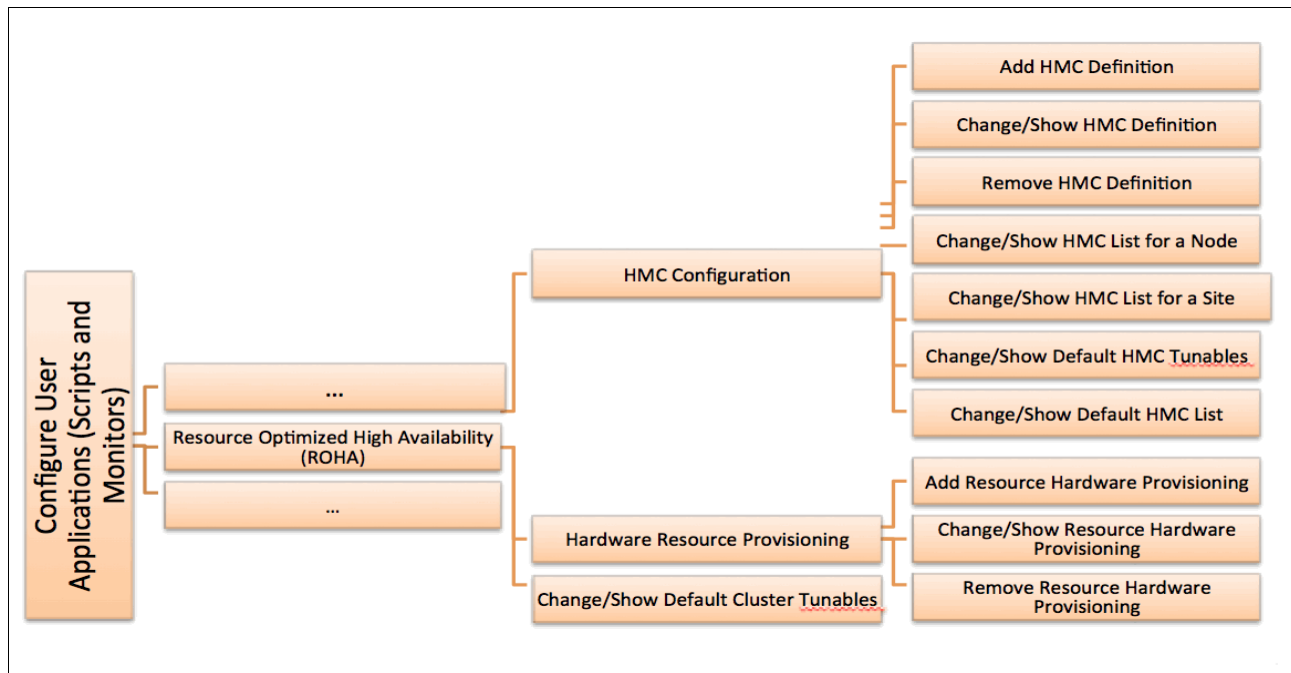 Configure User
Applications (Scripts and
Monitors)
...
Resource Optimized High Availability
(ROHA)
...
HMC Configuration
Hardware Resource Provisioning
Change/Show Default Cluster Tunables
Add HMC Definition
Change/Show HMC Definition
Remove HMC Definition
Change/Show HMC List for a Node
Change/Show HMC List for a Site
Change/Show Default HMC Tunables
Change/Show Default HMC List
Add Resource Hardware Provisioning
Change/Show Resource Hardware
Provisioning
Remove Resource Hardware
Provisioning